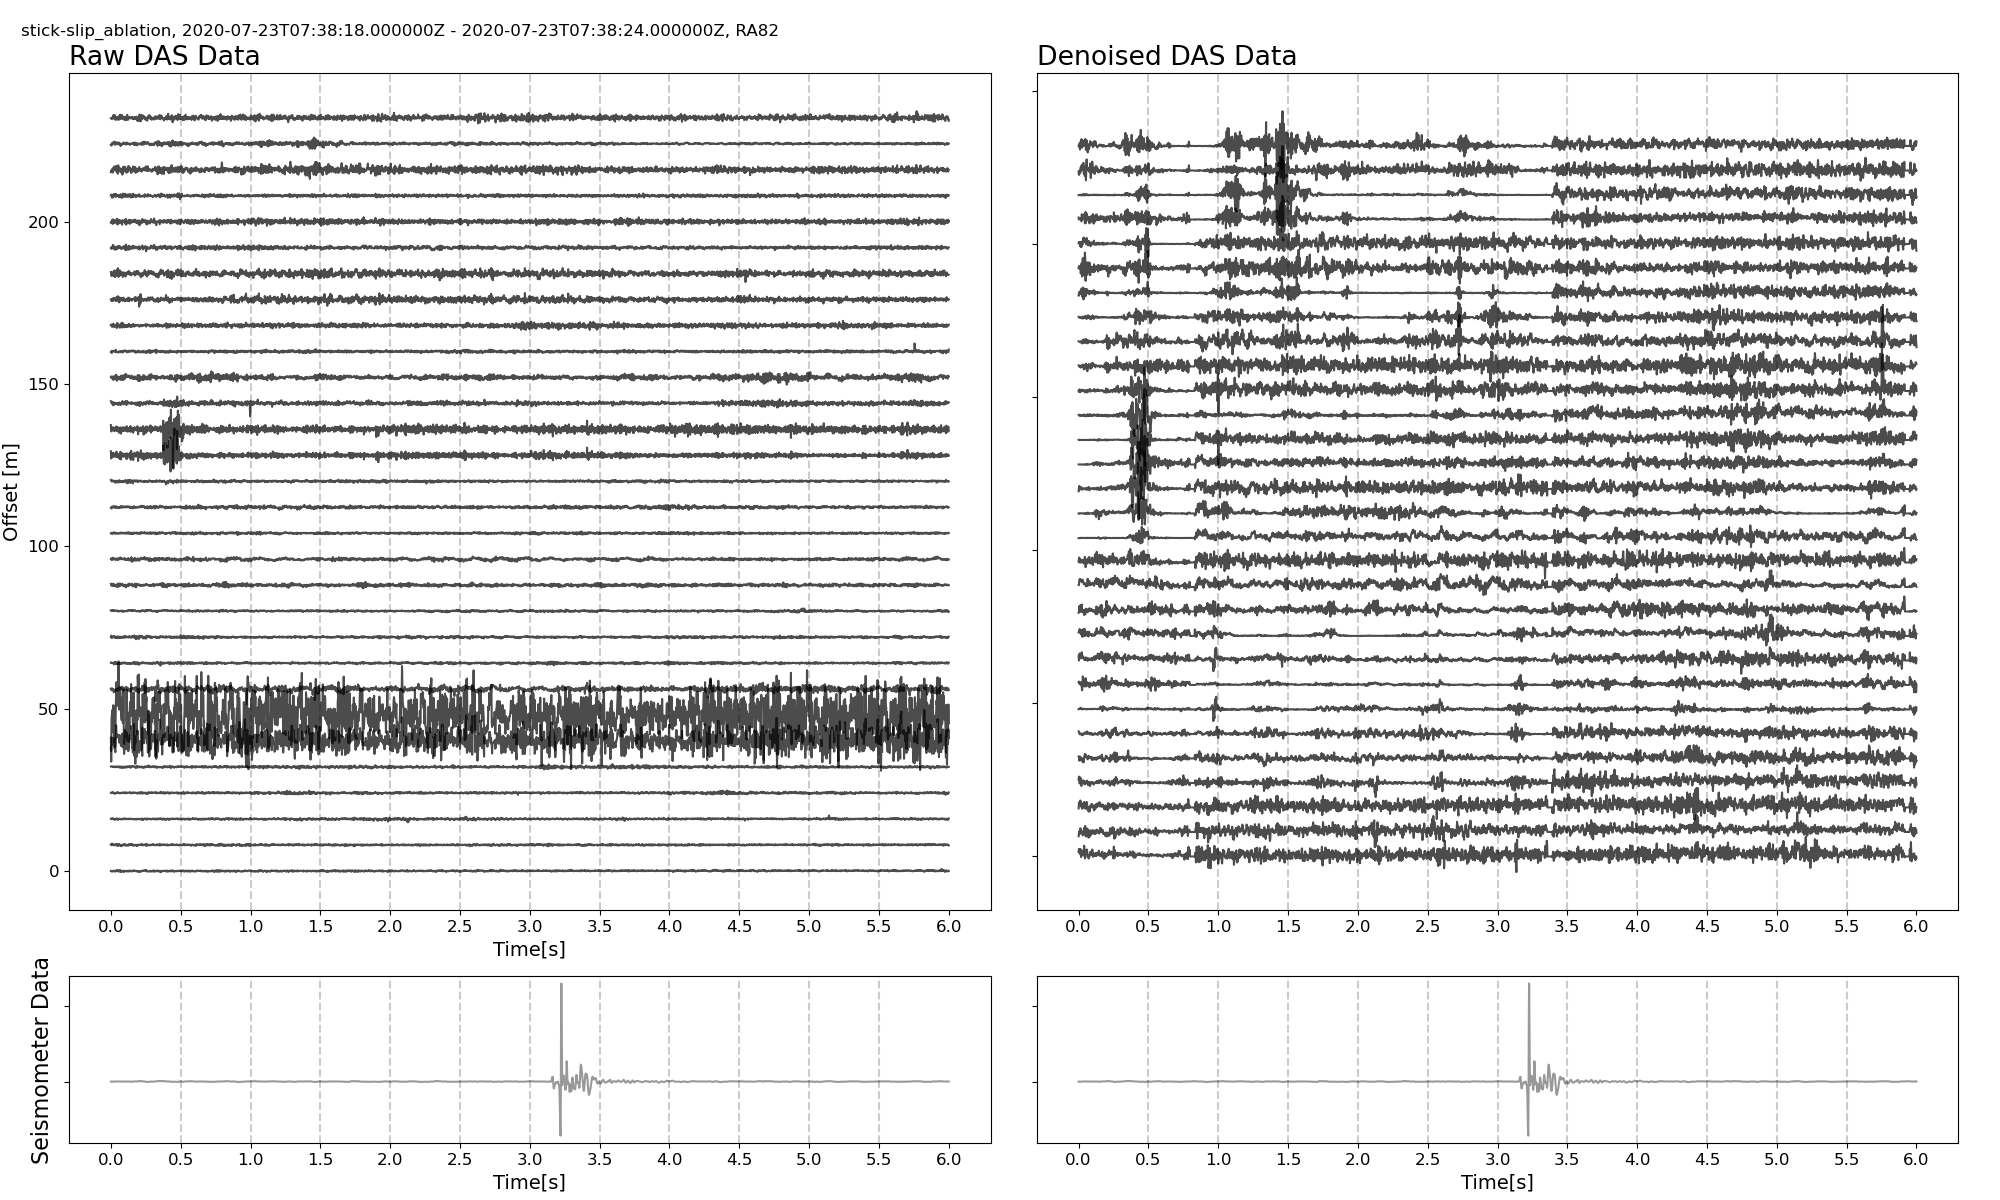 stick-slip_ablation, 2020-07-23T07:38:18.000000Z - 2020-07-23T07:38:24.000000Z, RA82
Raw DAS Data
Denoised DAS Data
Offset [m]
200
150
100
50
0
0.0 0.5 1.0 1.5 2.0 2.5 3.0 3.5 4.0 4.5 5.0 5.5 6.0
Time[s]
0.0 0.5 1.0 1.5 2.0 2.5 3.0 3.5 4.0 4.5 5.0 5.5 6.0
Seismometer Data
0.0 0.5 1.0 1.5 2.0 2.5 3.0 3.5 4.0 4.5 5.0 5.5 6.0
Time[s]
0.0 0.5 1.0 1.5 2.0 2.5 3.0 3.5 4.0 4.5 5.0 5.5 6.0
Time[s]